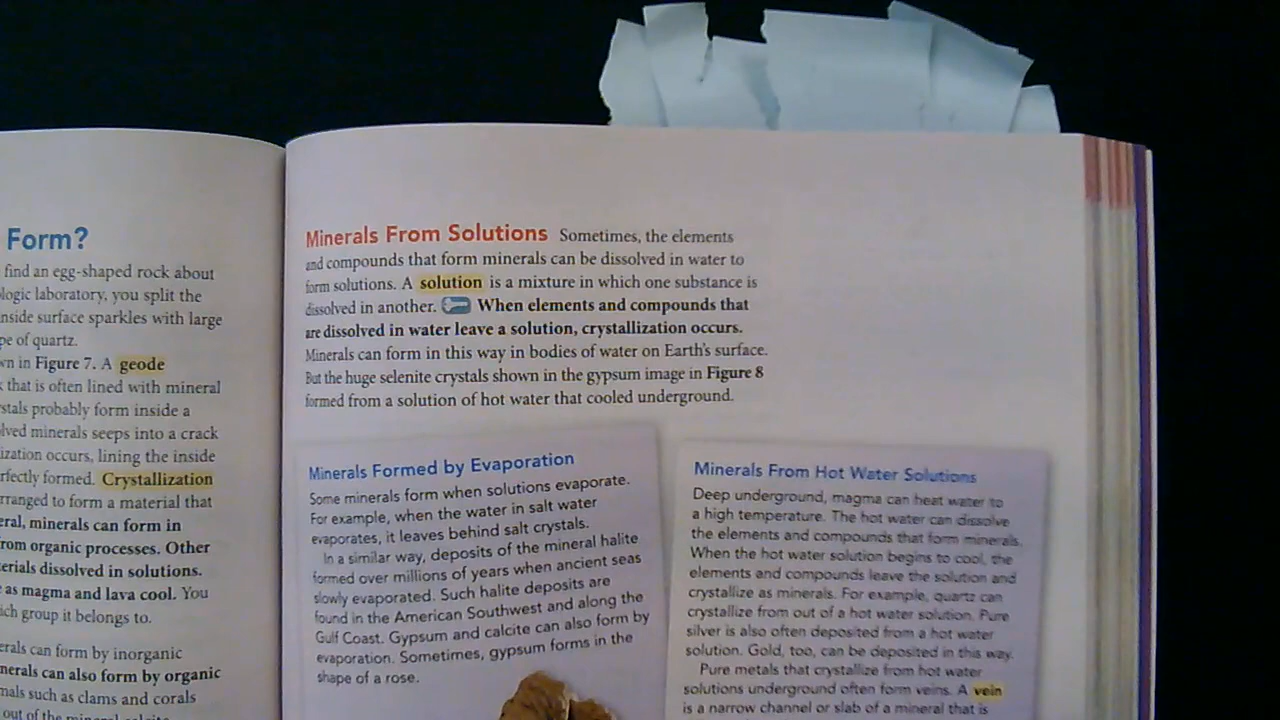 Form?
find an egg-shaped rock about
logic laboratory, you split the
nside surface sparkles with large
pe of quartz.
wn in Figure 7. A geode
that is often lined with mineral
stals probably form inside a
lved minerals seeps into a crack
ization occurs, lining the inside
rfectly formed. Crystallization
rranged to form a material that
eral, minerals can form in
rom organic processes. Other
erials dissolved in solutions.
as magma and lava cool. You
ich group it belongs to.
erals can form by inorganic
nerals can also form by organic
mals such as clams and corals
out of the mineral calcite
Minerals From Solutions Sometimes, the elements
and compounds that form minerals can be dissolved in water to
form solutions. A solution is a mixture in which one substance is
dissolved in another. When elements and compounds that
are dissolved in water leave a solution, crystallization occurs.
Minerals can form in this way in bodies of water on Earth's surface.
But the huge selenite crystals shown in the gypsum image in Figure 8
formed from a solution of hot water that cooled underground.
Minerals Formed by Evaporation
Some minerals form when solutions evaporate.
For example, when the water in salt water
evaporates, it leaves behind salt crystals.
In a similar way, deposits of the mineral halite
formed over millions of years when ancient seas
slowly evaporated. Such halite deposits are
found in the American Southwest and along the
Gulf Coast. Gypsum and calcite can also form by
evaporation. Sometimes, gypsum forms in the
shape of a rose.
Minerals From Hot Water Solutions
Deep underground, magma can heat water to
a high temperature. The hot water can dissolve
the elements and compounds that form minerals.
When the hot water solution begins to cool, the
elements and compounds leave the solution and
crystallize as minerals. For example, quartz can
crystallize from out of a hot water solution. Pure
silver is also often deposited from a hot water
solution. Gold, too, can be deposited in this way.
Pure metals that crystallize from hot water
solutions underground often form veins. A vein
is a narrow channel or slab of a mineral that is